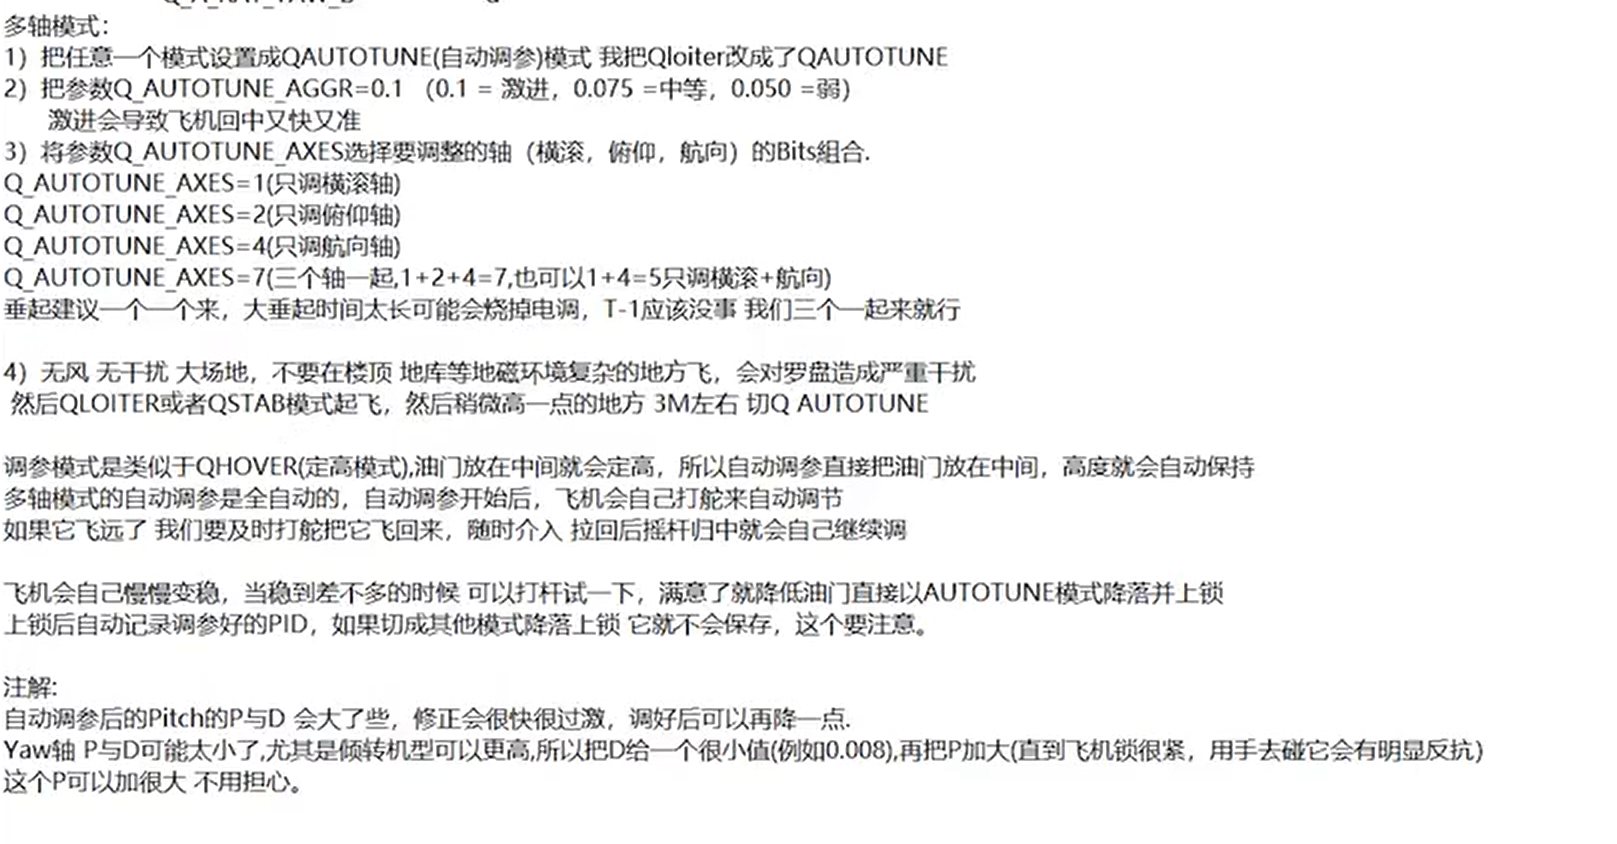 多轴模式:
1）把任意一个模式设置成QAUTOTUNE(自动调参)模式 我把Qloiter改成了QAUTOTUNE
2）把参数Q_AUTOTUNE_AGGR=0.1 （0.1 = 激进，0.075 =中等，0.050 =弱）
激进会导致飞机回中又快又准
3）将参数Q_AUTOTUNE_AXES选择要调整的轴（横滚，俯仰，航向）的Bits組合.
Q_AUTOTUNE_AXES=1(只调横滚轴)
Q_AUTOTUNE_AXES=2(只调俯仰轴)
Q_AUTOTUNE_AXES=4(只调航向轴)
Q_AUTOTUNE_AXES=7(三个轴一起,1+2+4=7,也可以1+4=5只调横滚+航向)
垂起建议一个一个来，大垂起时间太长可能会烧掉电调，T-1应该没事 我们三个一起来就行
4）无风 无干扰 大场地，不要在楼顶 地库等地磁环境复杂的地方飞，会对罗盘造成严重干扰
然后QLOITER或者QSTAB模式起飞，然后稍微高一点的地方 3M左右 切Q AUTOTUNE
调参模式是类似于QHOVER(定高模式),油门放在中间就会定高，所以自动调参直接把油门放在中间，高度就会自动保持
多轴模式的自动调参是全自动的，自动调参开始后，飞机会自己打舵来自动调节
如果它飞远了 我们要及时打舵把它飞回来，随时介入 拉回后摇杆归中就会自己继续调
飞机会自己慢慢变稳，当稳到差不多的时候 可以打杆试一下，满意了就降低油门直接以AUTOTUNE模式降落并上锁
上锁后自动记录调参好的PID，如果切成其他模式降落上锁 它就不会保存，这个要注意。
注解:
自动调参后的Pitch的P与D 会大了些，修正会很快很过激，调好后可以再降一点.
Yaw轴 P与D可能太小了,尤其是倾转机型可以更高,所以把D给一个很小值(例如0.008),再把P加大(直到飞机锁很紧，用手去碰它会有明显反抗)
这个P可以加很大 不用担心。